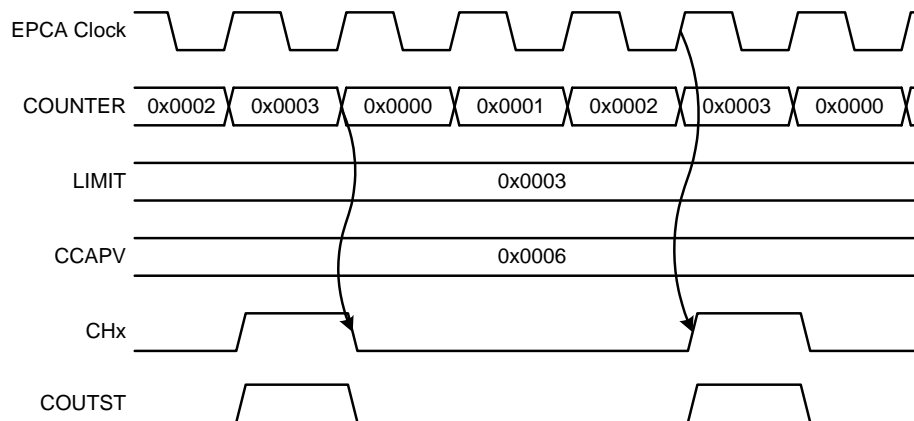 EPCA Clock
COUNTER 0x0002 0x0003 0x0000 0x0001 0x0002 0x0003 0x0000
LIMIT 0x0003
CCAPV 0x0006
CHx
COUTST